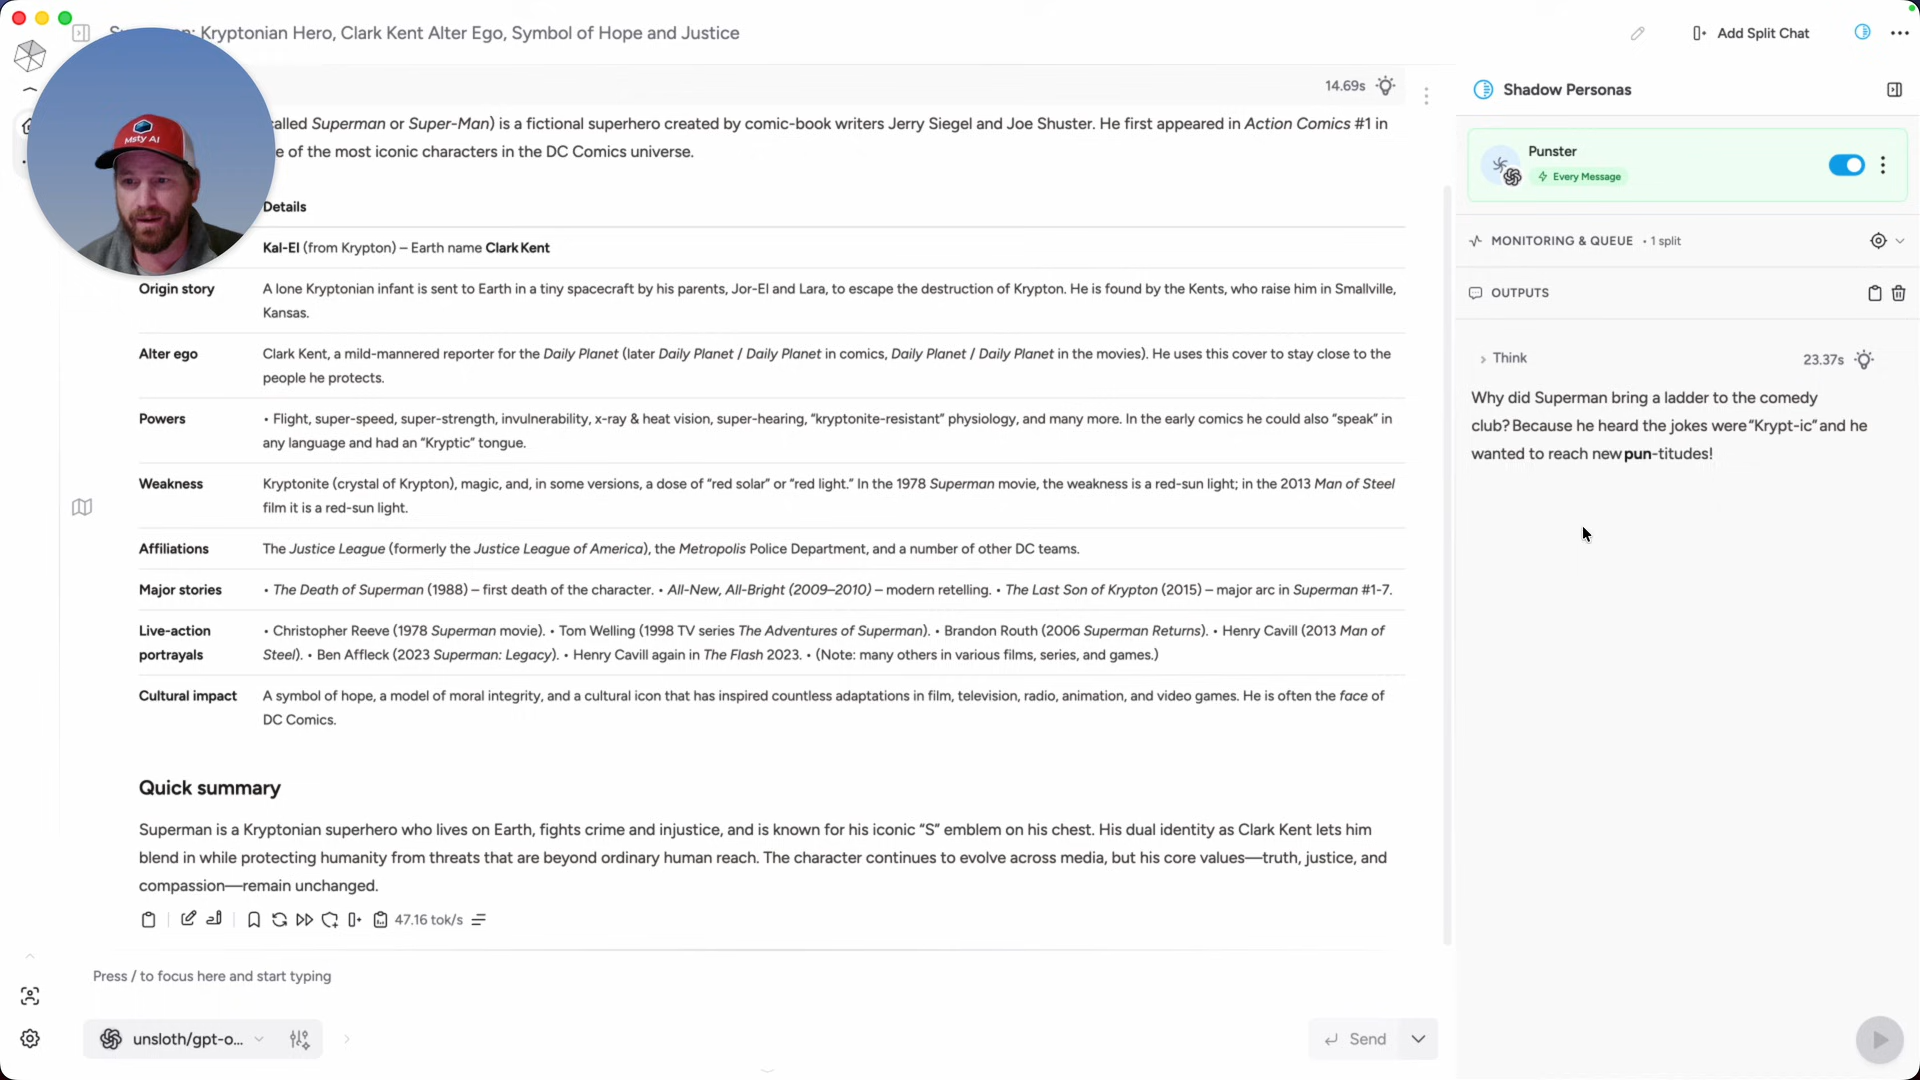 : Kryptonian Hero, Clark Kent Alter Ego, Symbol of Hope and Justice
Add Split Chat
Msty AI
14.69s
called Superman or Super-Man) is a fictional superhero created by comic-book writers Jerry Siegel and Joe Shuster. He first appeared in Action Comics #1 in
e of the most iconic characters in the DC Comics universe.
Details
Kal-El (from Krypton) – Earth name Clark Kent
Origin story
A lone Kryptonian infant is sent to Earth in a tiny spacecraft by his parents, Jor-El and Lara, to escape the destruction of Krypton. He is found by the Kents, who raise him in Smallville,
Kansas.
Alter ego
Clark Kent, a mild-mannered reporter for the Daily Planet (later Daily Planet / Daily Planet in comics, Daily Planet / Daily Planet in the movies). He uses this cover to stay close to the
people he protects.
Powers
• Flight, super-speed, super-strength, invulnerability, x-ray & heat vision, super-hearing, “kryptonite-resistant” physiology, and many more. In the early comics he could also “speak” in
any language and had an “Kryptic” tongue.
Weakness
Kryptonite (crystal of Krypton), magic, and, in some versions, a dose of “red solar” or “red light.” In the 1978 Superman movie, the weakness is a red-sun light; in the 2013 Man of Steel
film it is a red-sun light.
Affiliations
The Justice League (formerly the Justice League of America), the Metropolis Police Department, and a number of other DC teams.
Major stories
• The Death of Superman (1988) – first death of the character. • All-New, All-Bright (2009–2010) – modern retelling. • The Last Son of Krypton (2015) – major arc in Superman #1-7.
Live-action
portrayals
• Christopher Reeve (1978 Superman movie). • Tom Welling (1998 TV series The Adventures of Superman). • Brandon Routh (2006 Superman Returns). • Henry Cavill (2013 Man of
Steel). • Ben Affleck (2023 Superman: Legacy). • Henry Cavill again in The Flash 2023. • (Note: many others in various films, series, and games.)
Cultural impact
A symbol of hope, a model of moral integrity, and a cultural icon that has inspired countless adaptations in film, television, radio, animation, and video games. He is often the face of
DC Comics.
Quick summary
Superman is a Kryptonian superhero who lives on Earth, fights crime and injustice, and is known for his iconic “S” emblem on his chest. His dual identity as Clark Kent lets him
blend in while protecting humanity from threats that are beyond ordinary human reach. The character continues to evolve across media, but his core values—truth, justice, and
compassion—remain unchanged.
47.16 tok/s
Press / to focus here and start typing
unsloth/gpt-o...
Send
Shadow Personas
Punster
Every Message
MONITORING & QUEUE • 1 split
OUTPUTS
Think
23.37s
Why did Superman bring a ladder to the comedy
club? Because he heard the jokes were “Krypt-ic” and he
wanted to reach new pun-titudes!